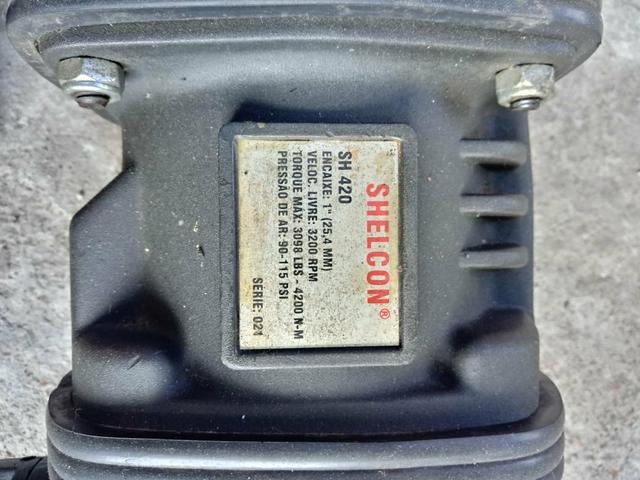 SHELCON®
SH 420
ENCAIXE: 1" (25,4 MM)
VELOC. LIVRE: 3200 RPM
TORQUE MÁX: 3098 LBS - 4200 N-M
PRESSÃO DE AR: 90-115 PSI
SERIE: 021